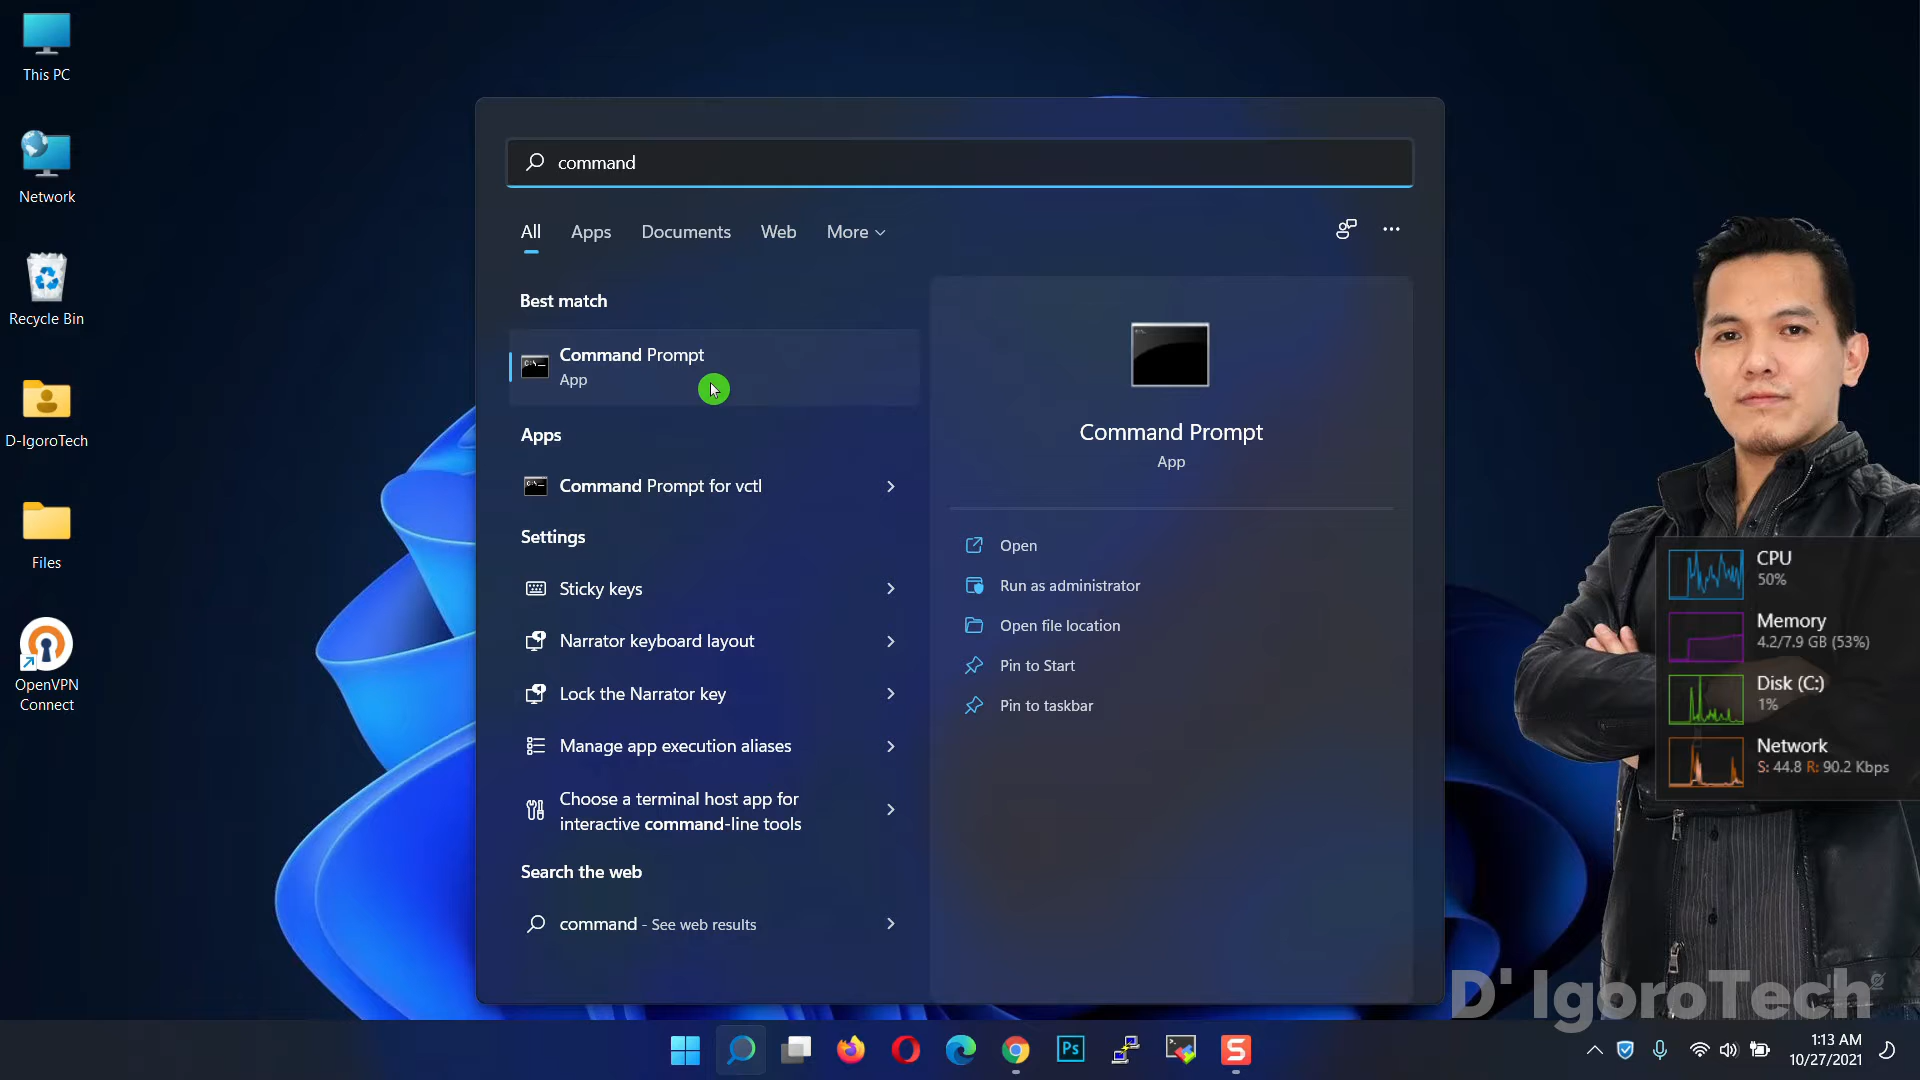 This PC
Network
Recycle Bin
D-IgoroTech
Files
OpenVPN
Connect
command
All
Apps
Documents
Web
More
Best match
Command Prompt
App
Apps
Command Prompt for vctl
Settings
Sticky keys
Narrator keyboard layout
Lock the Narrator key
Manage app execution aliases
Choose a terminal host app for
interactive command-line tools
Search the web
command - See web results
Command Prompt
App
Open
Run as administrator
Open file location
Pin to Start
Pin to taskbar
CPU
50%
Memory
4.2/7.9 GB (53%)
Disk (C:)
1%
Network
S: 44.8 R: 90.2 Kbps
D' IgoroTech
Ps
S
1:13 AM
10/27/2021